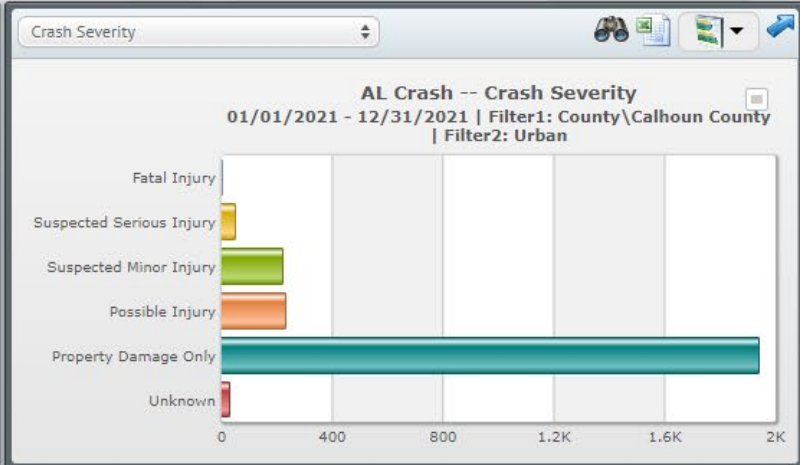 Crash Severity
AL Crash -- Crash Severity
01/01/2021 - 12/31/2021 | Filter1: County\Calhoun County
| Filter2: Urban
Fatal Injury
Suspected Serious Injury
Suspected Minor Injury
Possible Injury
Property Damage Only
Unknown
0 400 800 1.2K 1.6K 2K